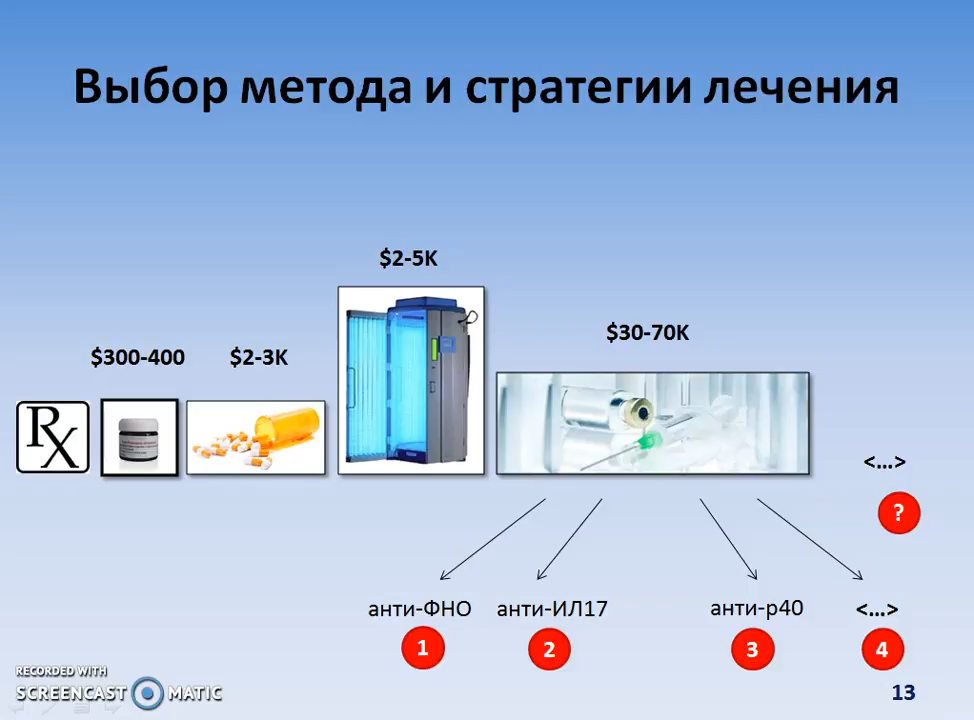 Выбор метода и стратегии лечения
$2-5K
$30-70K
$300-400
$2-3K
Rx
<...>
?
анти-ФНО
анти-ИЛ17
анти-р40
<...>
1
2
3
4
RECORDED WITH
SCREENCAST MATIC
13